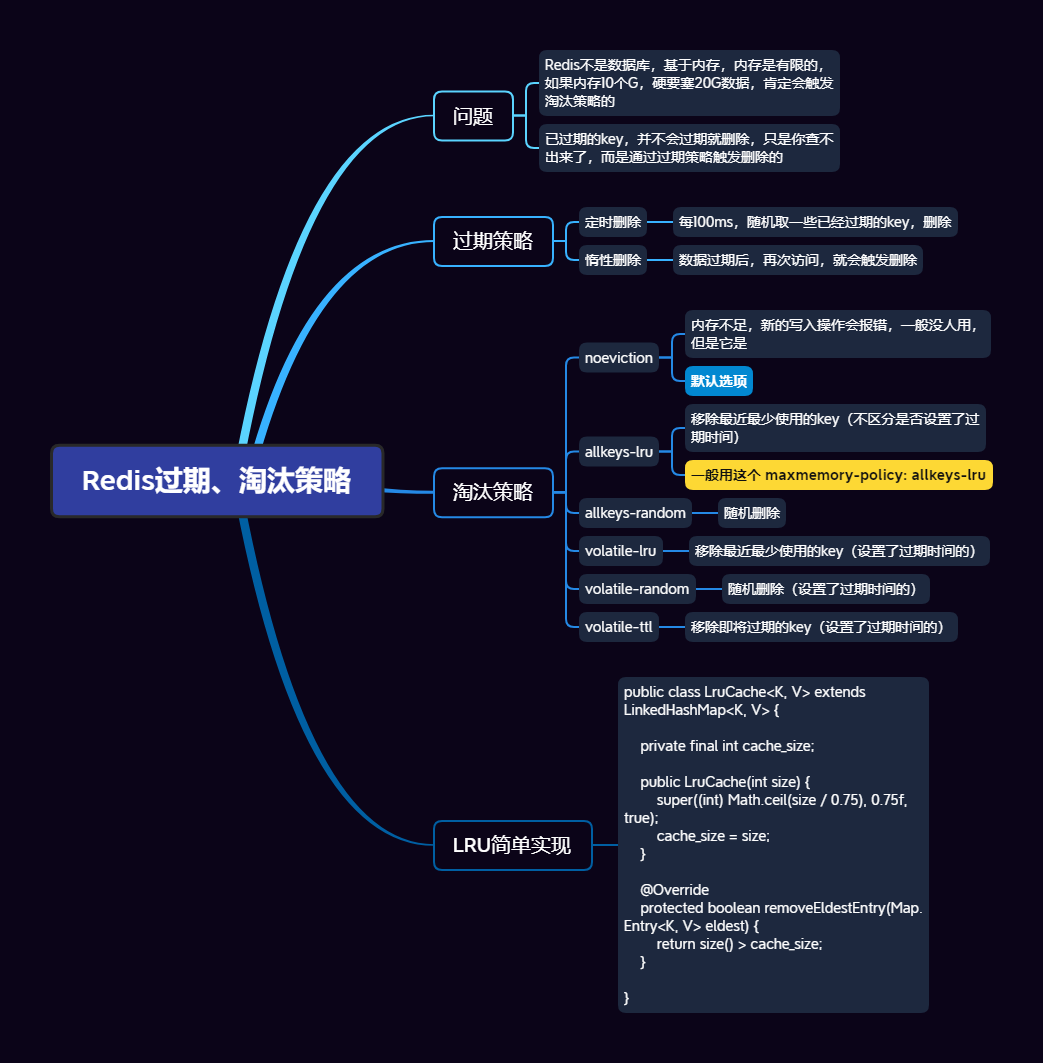 Redis过期、淘汰策略
问题
Redis不是数据库，基于内存，内存是有限的，
如果内存10个G，硬要塞20G数据，肯定会触发
淘汰策略的
已过期的key，并不会过期就删除，只是你查不
出来了，而是通过过期策略触发删除的
过期策略
定时删除
每100ms，随机取一些已经过期的key，删除
惰性删除
数据过期后，再次访问，就会触发删除
淘汰策略
noeviction
内存不足，新的写入操作会报错，一般没人用，
但是它是
默认选项
allkeys-lru
移除最近最少使用的key（不区分是否设置了过
期时间）
一般用这个 maxmemory-policy: allkeys-lru
allkeys-random
随机删除
volatile-lru
移除最近最少使用的key（设置了过期时间的）
volatile-random
随机删除（设置了过期时间的）
volatile-ttl
移除即将过期的key（设置了过期时间的）
LRU简单实现
public class LruCache<K, V> extends
LinkedHashMap<K, V> {
private final int cache_size;
public LruCache(int size) {
super((int) Math.ceil(size / 0.75), 0.75f,
true);
cache_size = size;
}
@Override
protected boolean removeEldestEntry(Map.
Entry<K, V> eldest) {
return size() > cache_size;
}
}